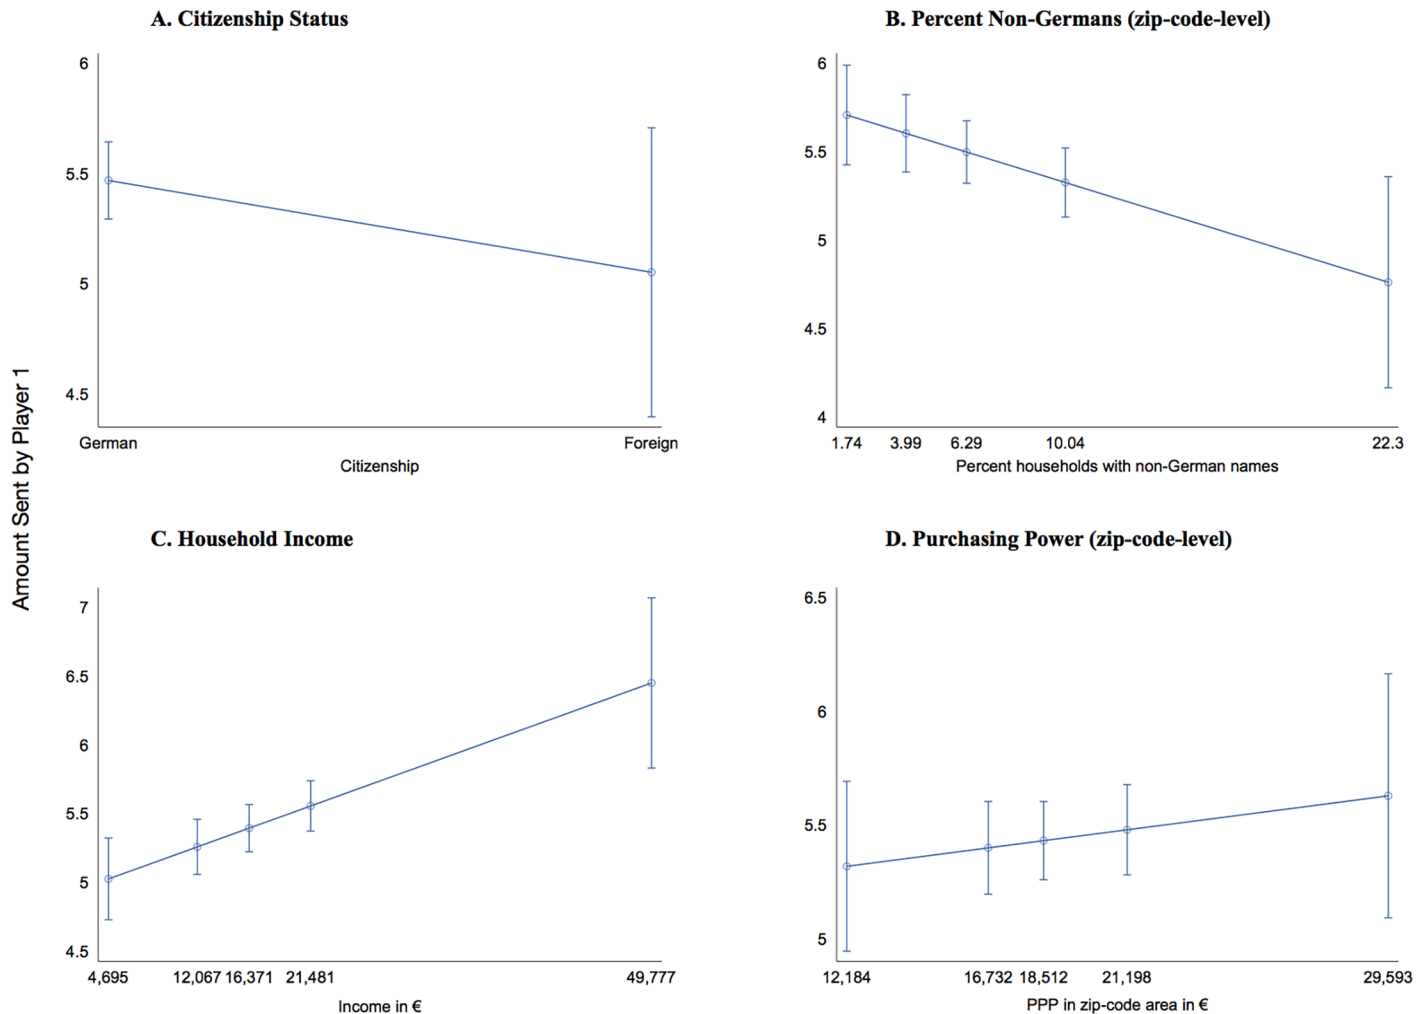 A. Citizenship Status
B. Percent Non-Germans (zip-code-level)
Amount Sent by Player 1
6
5.5
5
4.5
German Foreign
Citizenship
6
5.5
5
4.5
4
1.74 3.99 6.29 10.04 22.3
Percent households with non-German names
C. Household Income
D. Purchasing Power (zip-code-level)
7
6.5
6
5.5
5
4.5
4,695 12,067 16,371 21,481 49,777
Income in €
6.5
6
5.5
5
12,184 16,732 18,512 21,198 29,593
PPP in zip-code area in €